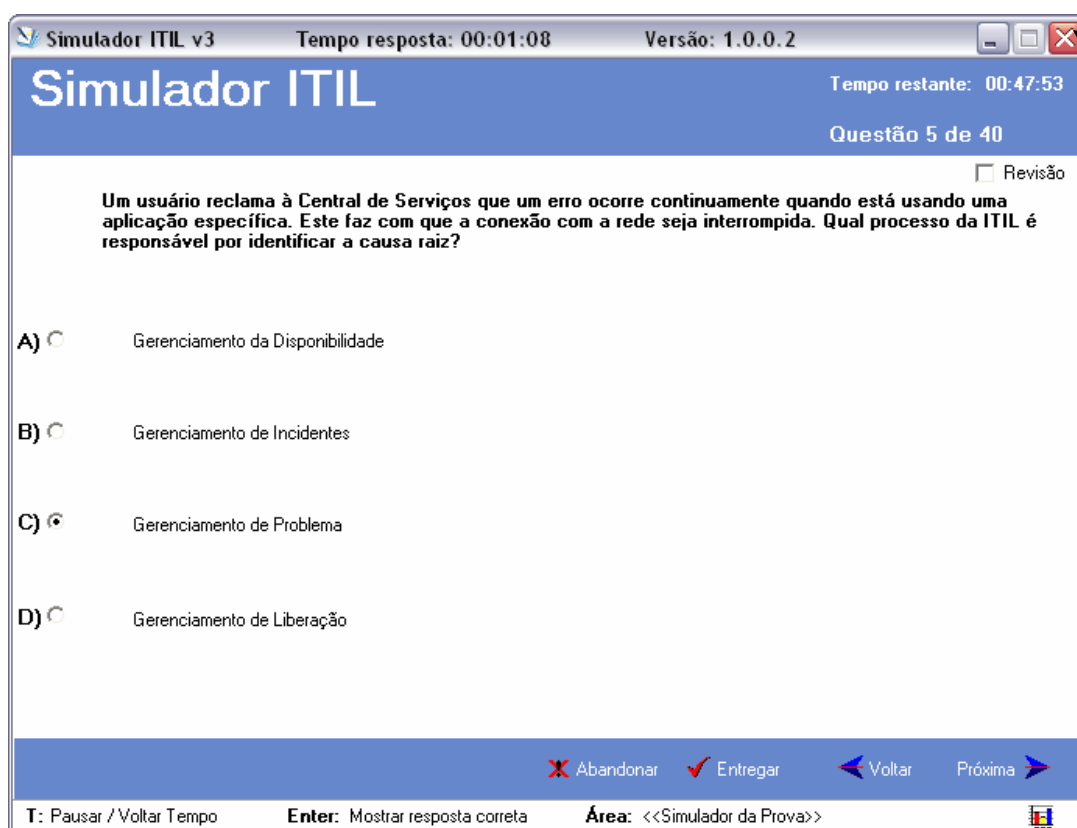 Simulador ITIL v3 Tempo resposta: 00:01:08 Versão: 1.0.0.2
Simulador ITIL
Tempo restante: 00:47:53
Questão 5 de 40
Revisão
Um usuário reclama à Central de Serviços que um erro ocorre continuamente quando está usando uma
aplicação específica. Este faz com que a conexão com a rede seja interrompida. Qual processo da ITIL é
responsável por identificar a causa raiz?
A) Gerenciamento da Disponibilidade
B) Gerenciamento de Incidentes
C) Gerenciamento de Problema
D) Gerenciamento de Liberação
Abandonar Entregar Voltar Próxima
T: Pausar / Voltar Tempo Enter: Mostrar resposta correta Área: <<Simulador da Prova>>